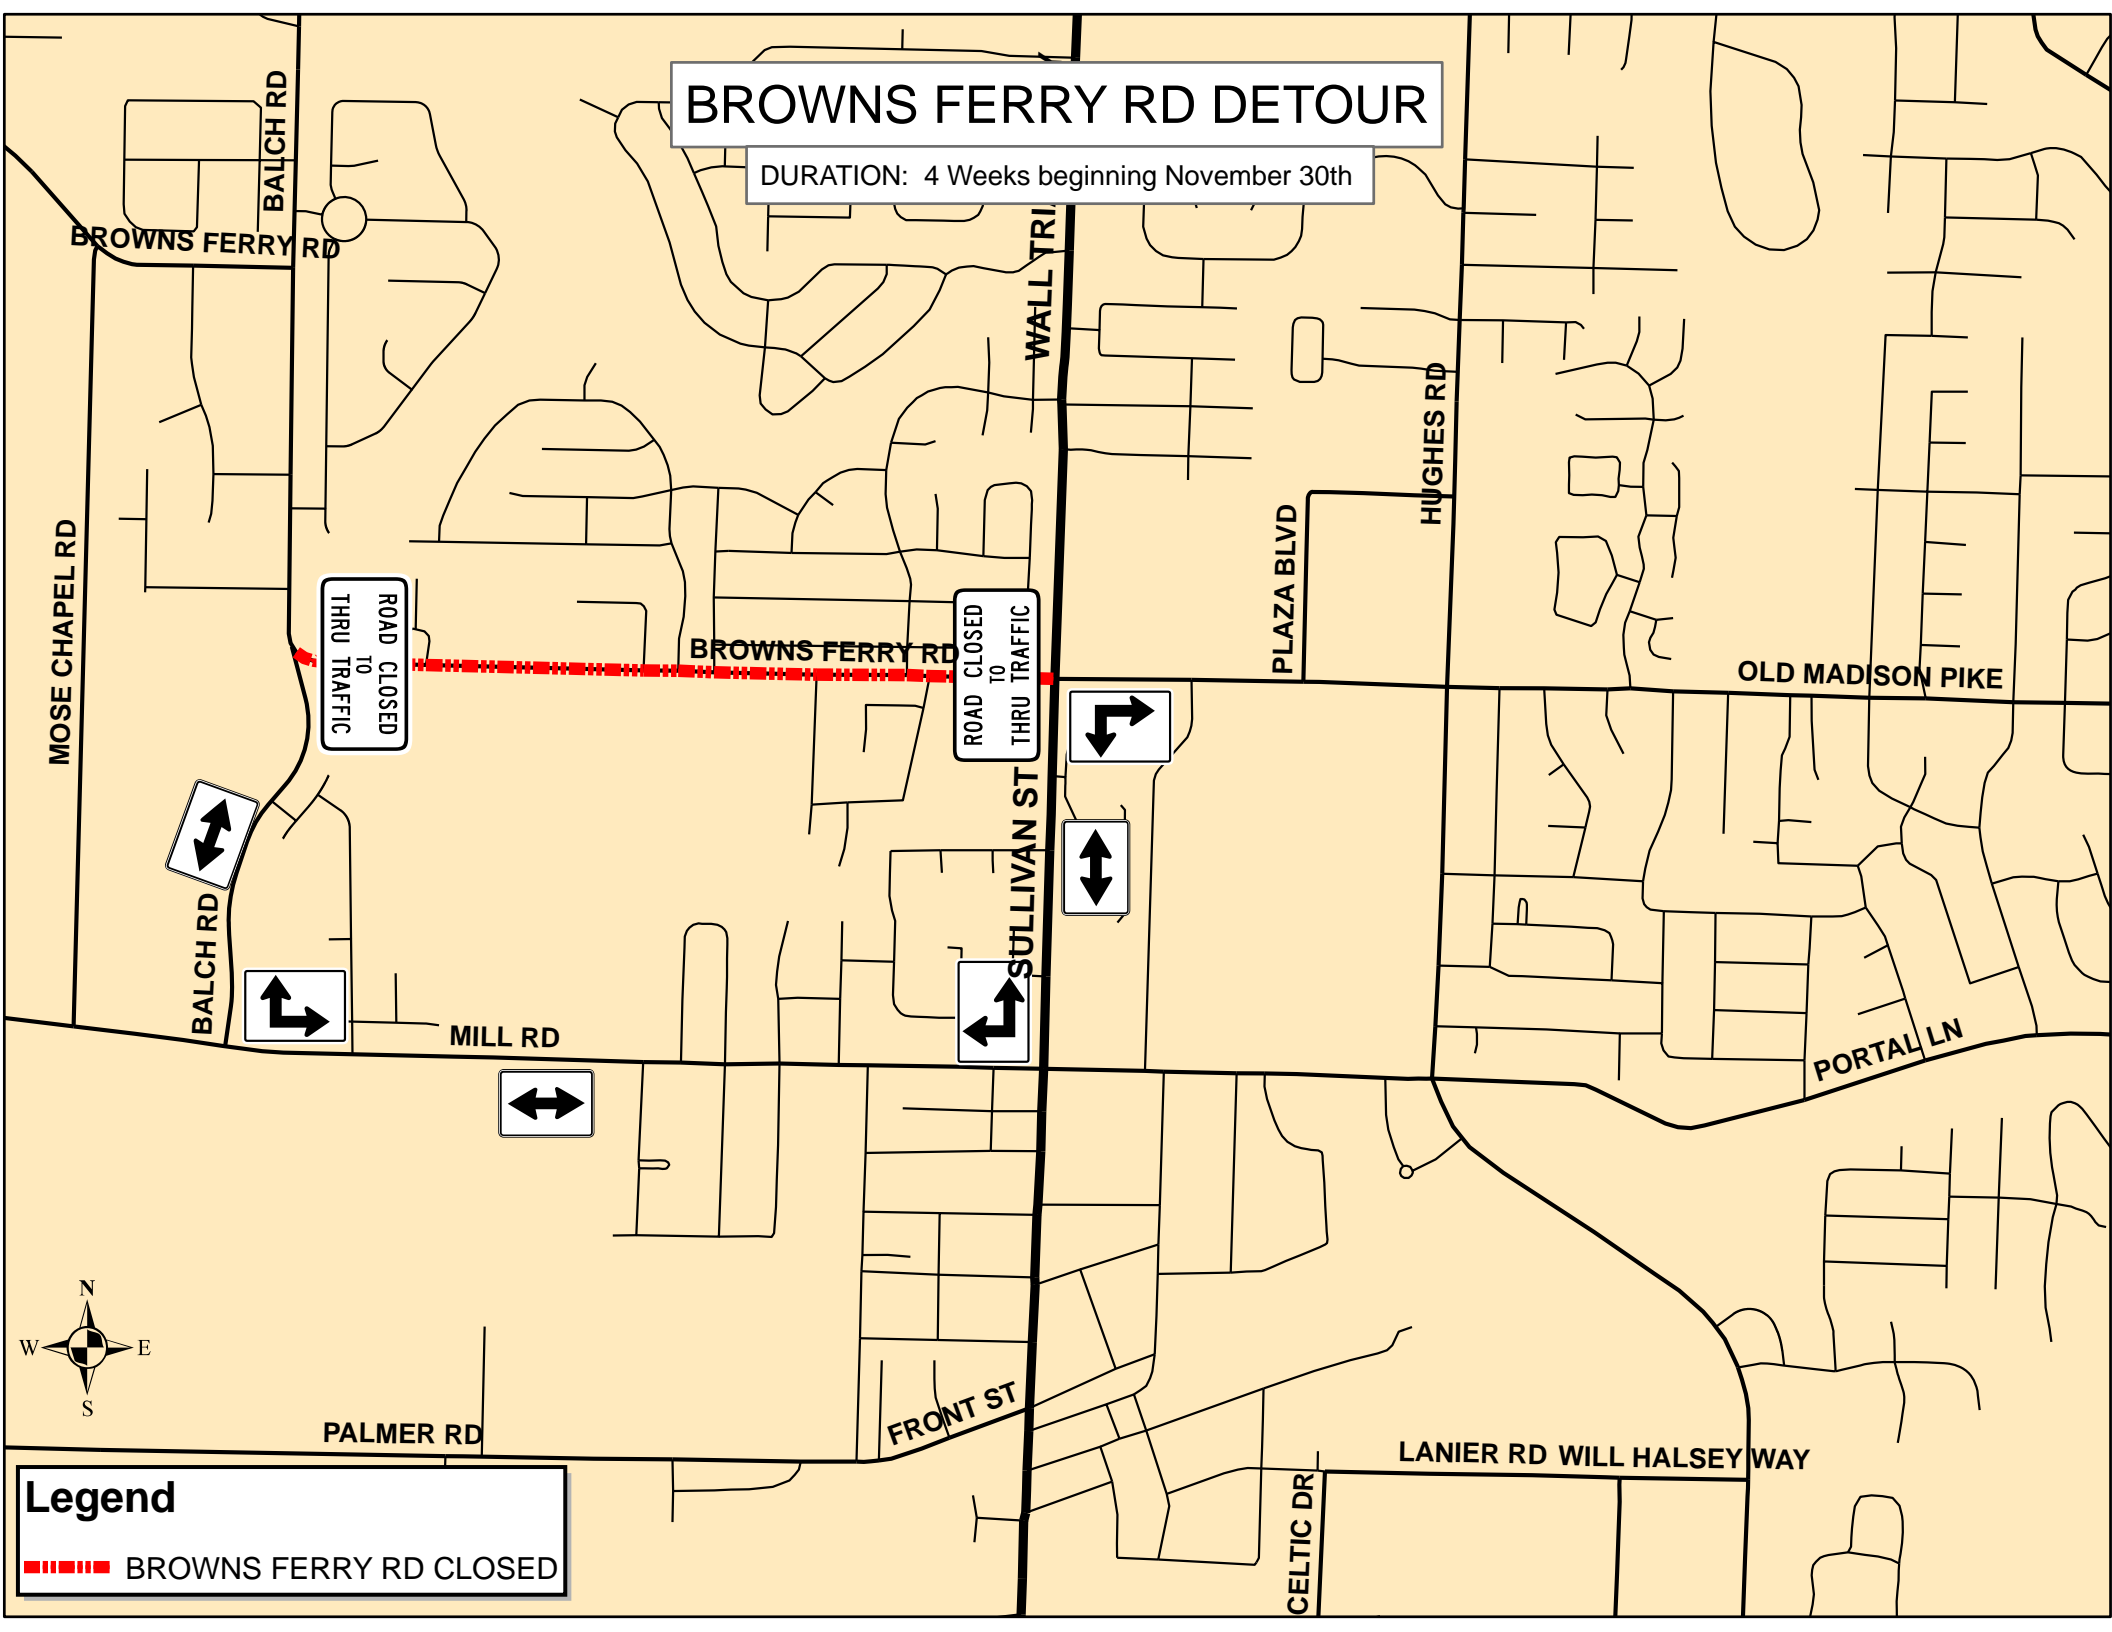 BROWNS FERRY RD DETOUR
DURATION: 4 Weeks beginning November 30th
BALCH RD
BROWNS FERRY RD
WALL TRI
HUGHES RD
PLAZA BLVD
MOSE CHAPEL RD
ROAD CLOSED
TO
THRU TRAFFIC
BROWNS FERRY RD
ROAD CLOSED
TO
THRU TRAFFIC
OLD MADISON PIKE
SULLIVAN ST
BALCH RD
MILL RD
PORTAL LN
N
W
E
S
PALMER RD
FRONT ST
LANIER RD
WILL HALSEY WAY
CELTIC DR
Legend
BROWNS FERRY RD CLOSED